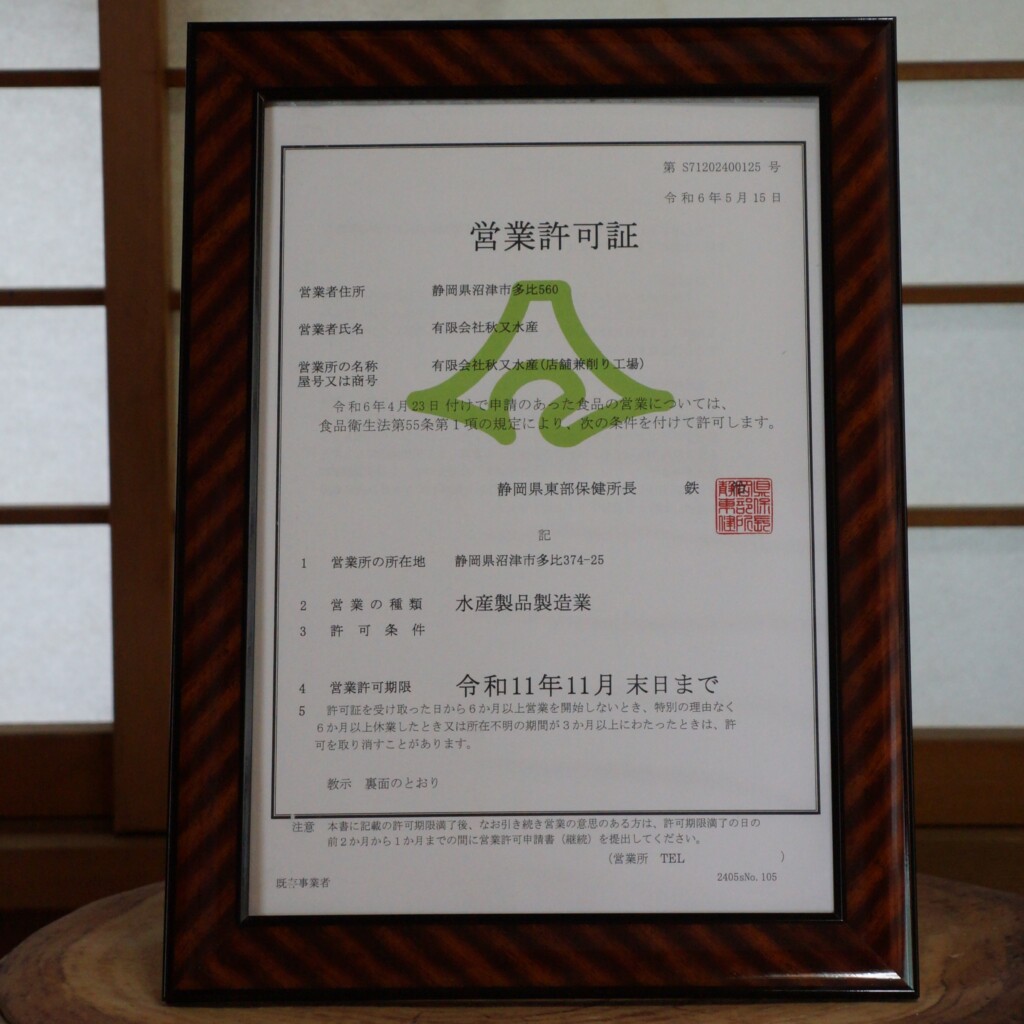 第 S71202400125 号
令和6年5月15日
営業許可証
営業者住所 静岡県沼津市多比560
営業者氏名 有限会社秋又水産
営業所の名称 有限会社秋又水産(店舗兼削り工場)
屋号又は商号
令和6年4月23日 付けで申請のあった食品の営業については、
食品衛生法第55条第1項の規定により、次の条件を付けて許可します。
静岡県東部保健所長 鉄
記
1 営業所の所在地 静岡県沼津市多比374-25
2 営業の種類 水産製品製造業
3 許可条件
4 営業許可期限 令和11年11月 末日まで
5 許可証を受け取った日から6か月以上営業を開始しないとき、特別の理由なく
6か月以上休業したとき又は所在不明の期間が3か月以上にわたったときは、許
可を取り消すことがあります。
教示 裏面のとおり
注意 本書に記載の許可期限満了後、なお引き続き営業の意思のある方は、許可期限満了の日の
前2か月から1か月までの間に営業許可申請書(継続)を提出してください。
(営業所 TEL )
事業者
2405sNo.105